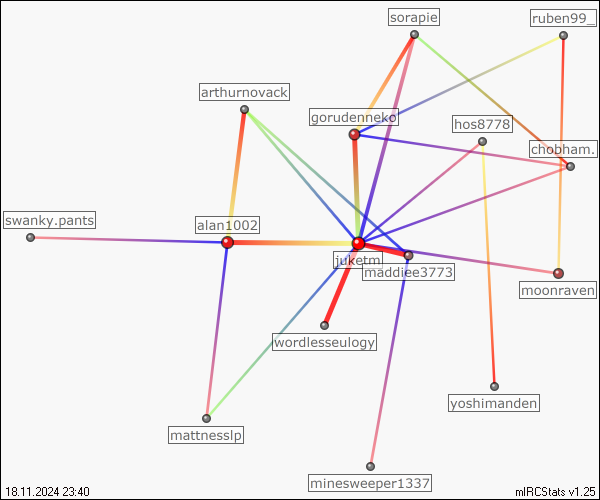 sorapie
ruben99_
arthurnovack
gorudenneko
hos8778
chobham.
swanky.pants
alan1002
juketm
maddiee3773
moonraven
wordlesseulogy
yoshimanden
mattnesslp
minesweeper1337
18.11.2024 23:40
mIRCStats v1.25